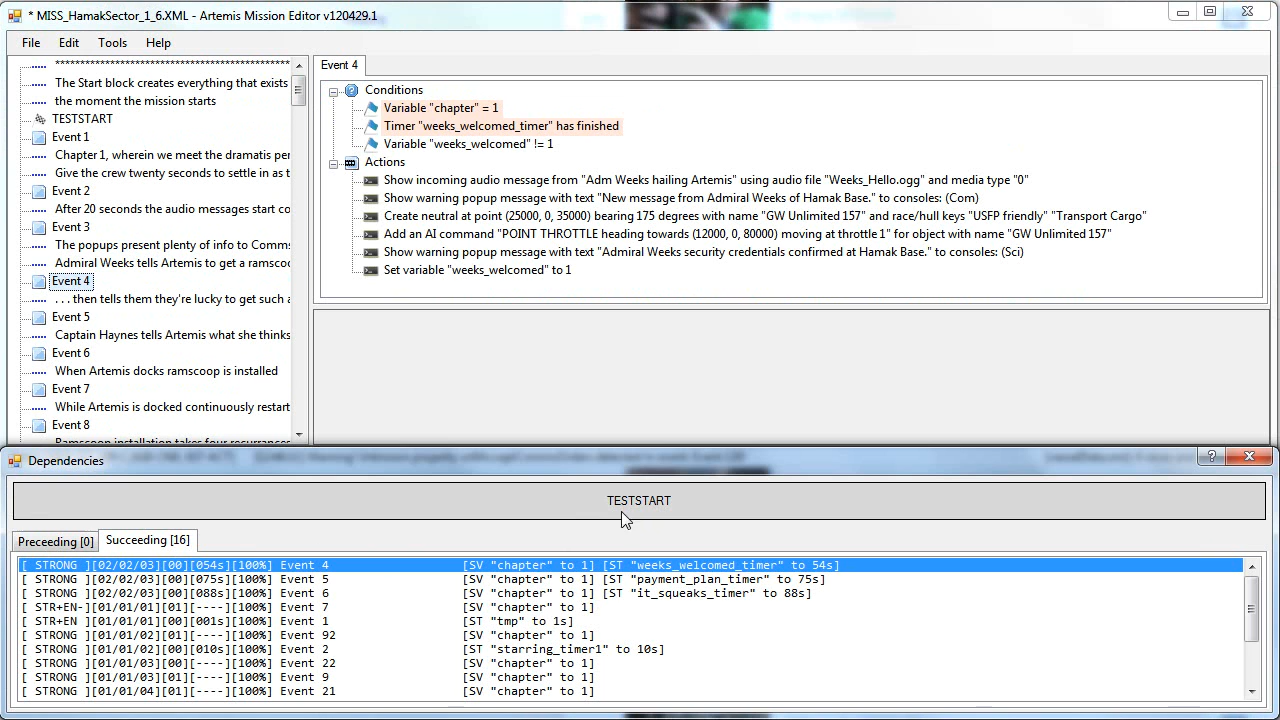 * MISS_HamakSector_1_6.XML - Artemis Mission Editor v120429.1
File Edit Tools Help
*****************************************
The Start block creates everything that exists
the moment the mission starts
TESTSTART
Event 1
Chapter 1, wherein we meet the dramatis per
Give the crew twenty seconds to settle in as t
Event 2
After 20 seconds the audio messages start co
Event 3
The popups present plenty of info to Comms
Admiral Weeks tells Artemis to get a ramscoc
Event 4
. . . then tells them they're lucky to get such a
Event 5
Captain Haynes tells Artemis what she thinks
Event 6
When Artemis docks ramscoop is installed
Event 7
While Artemis is docked continuously restart
Event 8
Ramscoop installation takes four recurrances
Event 4
Conditions
Variable "chapter" = 1
Timer "weeks_welcomed_timer" has finished
Variable "weeks_welcomed" != 1
Actions
Show incoming audio message from "Adm Weeks hailing Artemis" using audio file "Weeks_Hello.ogg" and media type "0"
Show warning popup message with text "New message from Admiral Weeks of Hamak Base." to consoles: (Com)
Create neutral at point (25000, 0, 35000) bearing 175 degrees with name "GW Unlimited 157" and race/hull keys "USFP friendly" "Transport Cargo"
Add an AI command "POINT THROTTLE heading towards (12000, 0, 80000) moving at throttle 1" for object with name "GW Unlimited 157"
Show warning popup message with text "Admiral Weeks security credentials confirmed at Hamak Base." to consoles: (Sci)
Set variable "weeks_welcomed" to 1
Dependencies
TESTSTART
Preceeding [0] Succeeding [16]
[ STRONG ][02/02/03][00][054s][100%] Event 4 [SV "chapter" to 1] [ST "weeks_welcomed_timer" to 54s]
[ STRONG ][02/02/03][00][075s][100%] Event 5 [SV "chapter" to 1] [ST "payment_plan_timer" to 75s]
[ STRONG ][02/02/03][00][088s][100%] Event 6 [SV "chapter" to 1] [ST "it_squeaks_timer" to 88s]
[ STR+EN-][01/01/01][01][----][100%] Event 7 [SV "chapter" to 1]
[ STR+EN ][01/01/01][00][001s][100%] Event 1 [ST "tmp" to 1s]
[ STRONG ][01/01/02][01][----][100%] Event 92 [SV "chapter" to 1]
[ STRONG ][01/01/02][00][010s][100%] Event 2 [ST "starring_timer1" to 10s]
[ STRONG ][01/01/03][00][----][100%] Event 22 [SV "chapter" to 1]
[ STRONG ][01/01/03][00][----][100%] Event 9 [SV "chapter" to 1]
[ STRONG ][01/01/04][01][----][100%] Event 21 [SV "chapter" to 1]